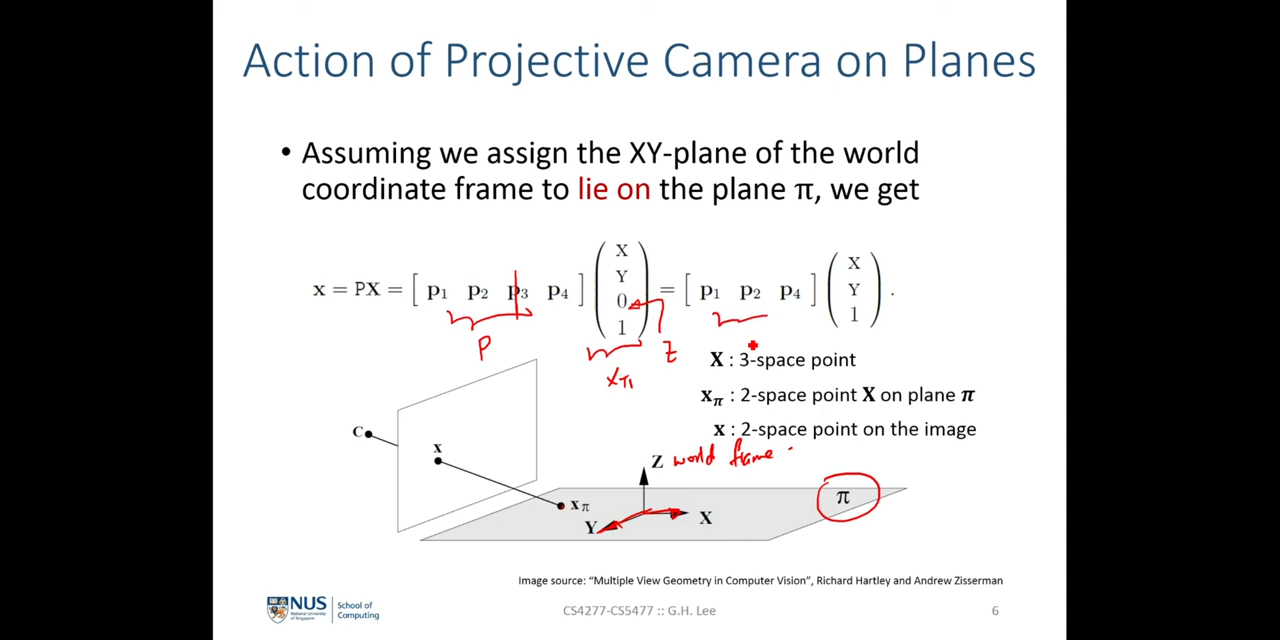 Action of Projective Camera on Planes
• Assuming we assign the XY-plane of the world
coordinate frame to lie on the plane π, we get
x = PX = [ p₁ p₂ p₃ p₄ ] ( X Y 0 1 ) = [ p₁ p₂ p₄ ] ( X Y 1 ) .
P
xπ
Z
X : 3-space point
xπ : 2-space point X on plane π
x : 2-space point on the image
C
x
Z world frame
π
xπ
Y
X
Image source: “Multiple View Geometry in Computer Vision”, Richard Hartley and Andrew Zisserman
NUS
National University
of Singapore
School of
Computing
CS4277-CS5477 :: G.H. Lee
6